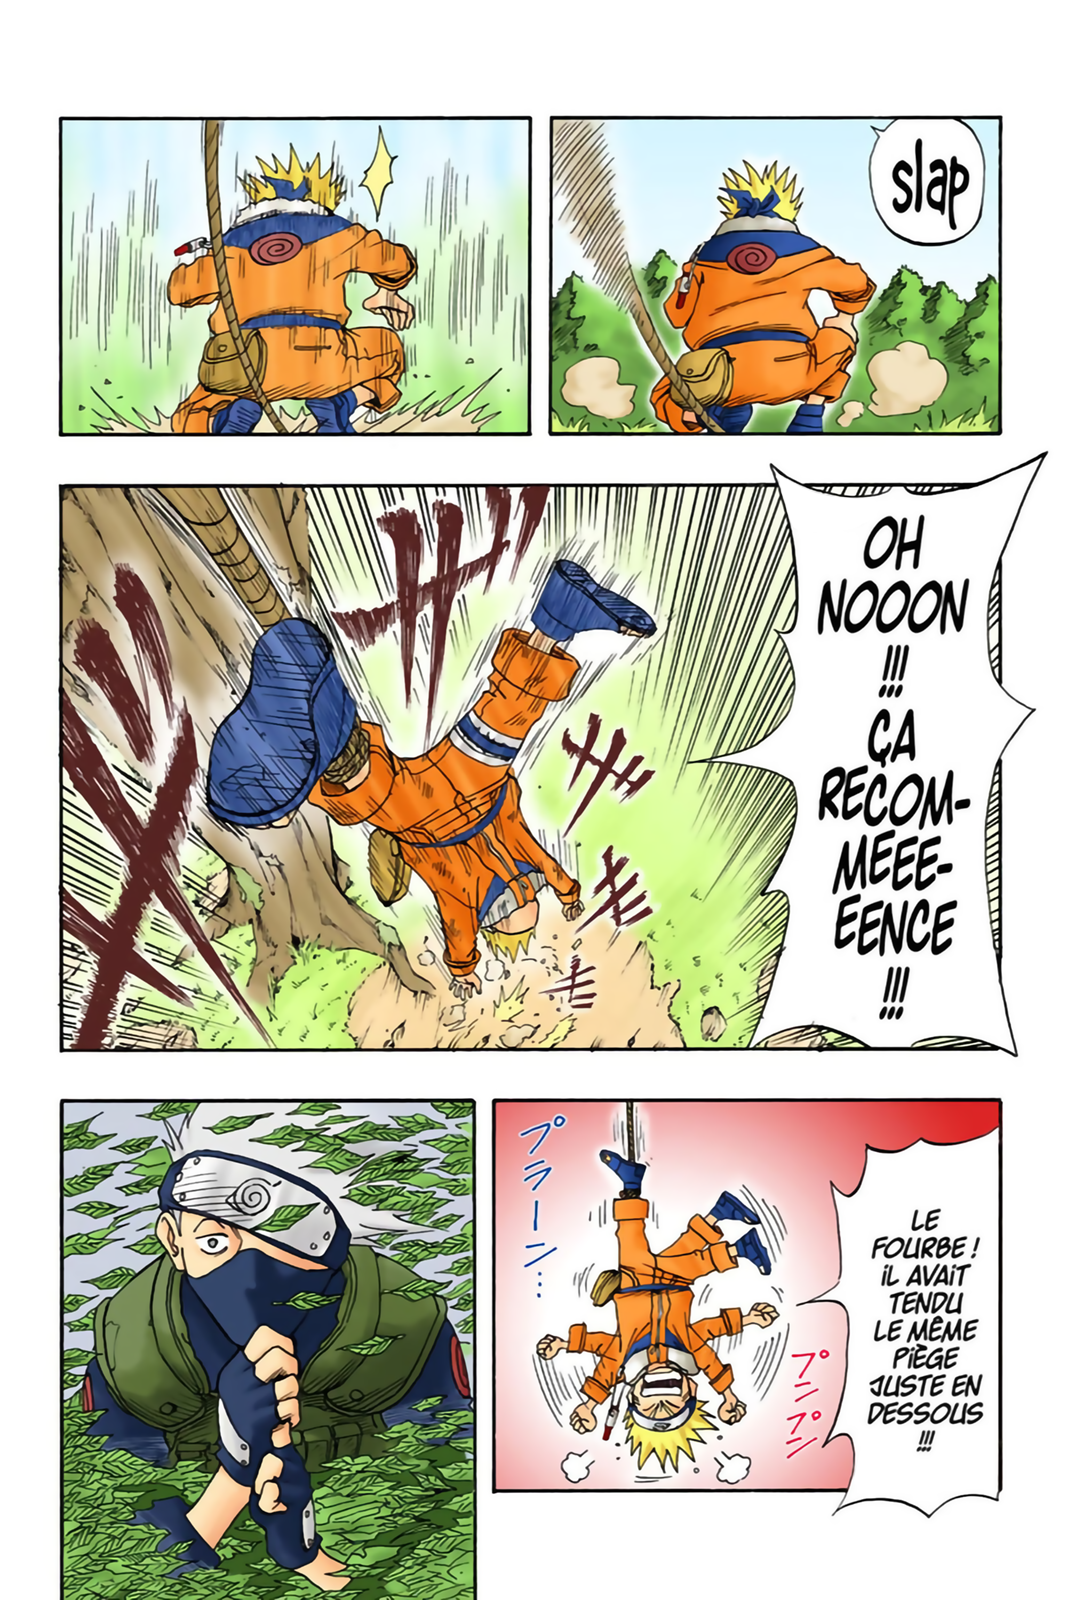 slap
OH
NOOON
!!!
ÇA
RECOM-
MEEE-
EENCE
!!!
プラーン...
プンプン
LE
FOURBE !
IL AVAIT
TENDU
LE MÊME
PIÈGE
JUSTE EN
DESSOUS
!!!